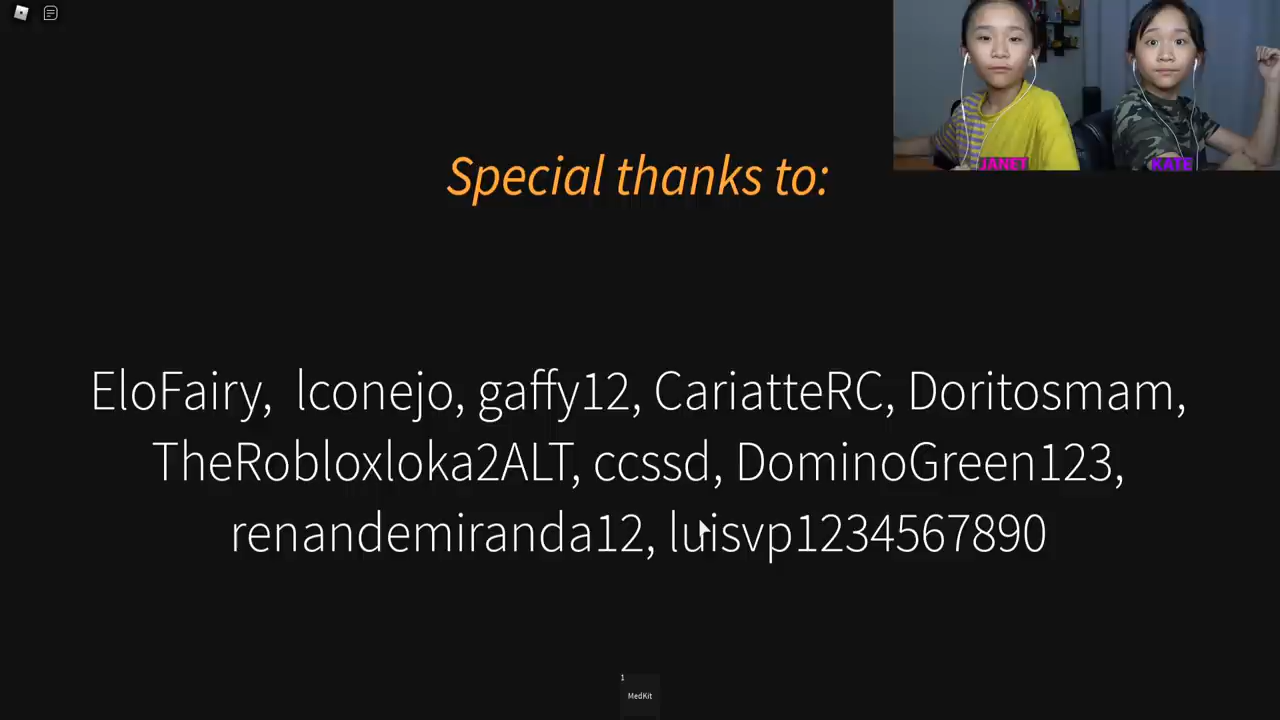 JANET
KATE
Special thanks to:
EloFairy, lconejo, gaffy12, CariatteRC, Doritosmam,
TheRobloxloka2ALT, ccssd, DominoGreen123,
renandemiranda12, luisvp1234567890
1
MedKit